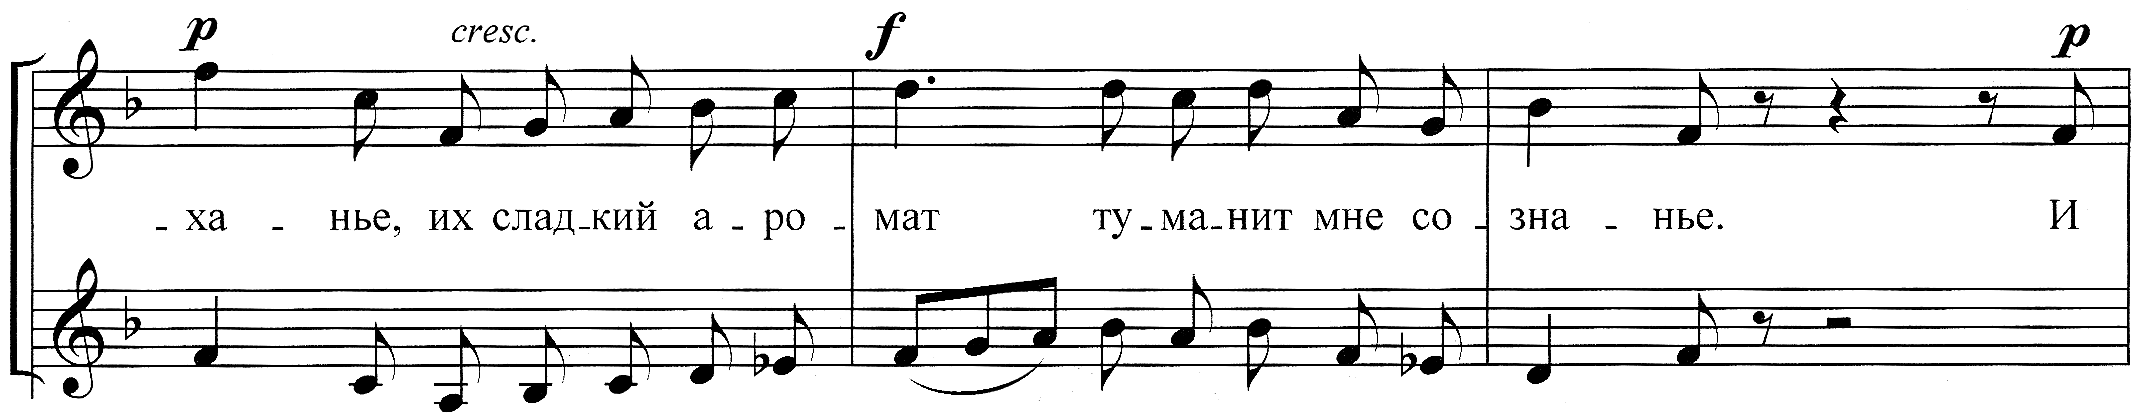 p cresc. f p
- ха - нье, их слад-кий а - ро - мат ту-ма-нит мне со - зна - нье. И